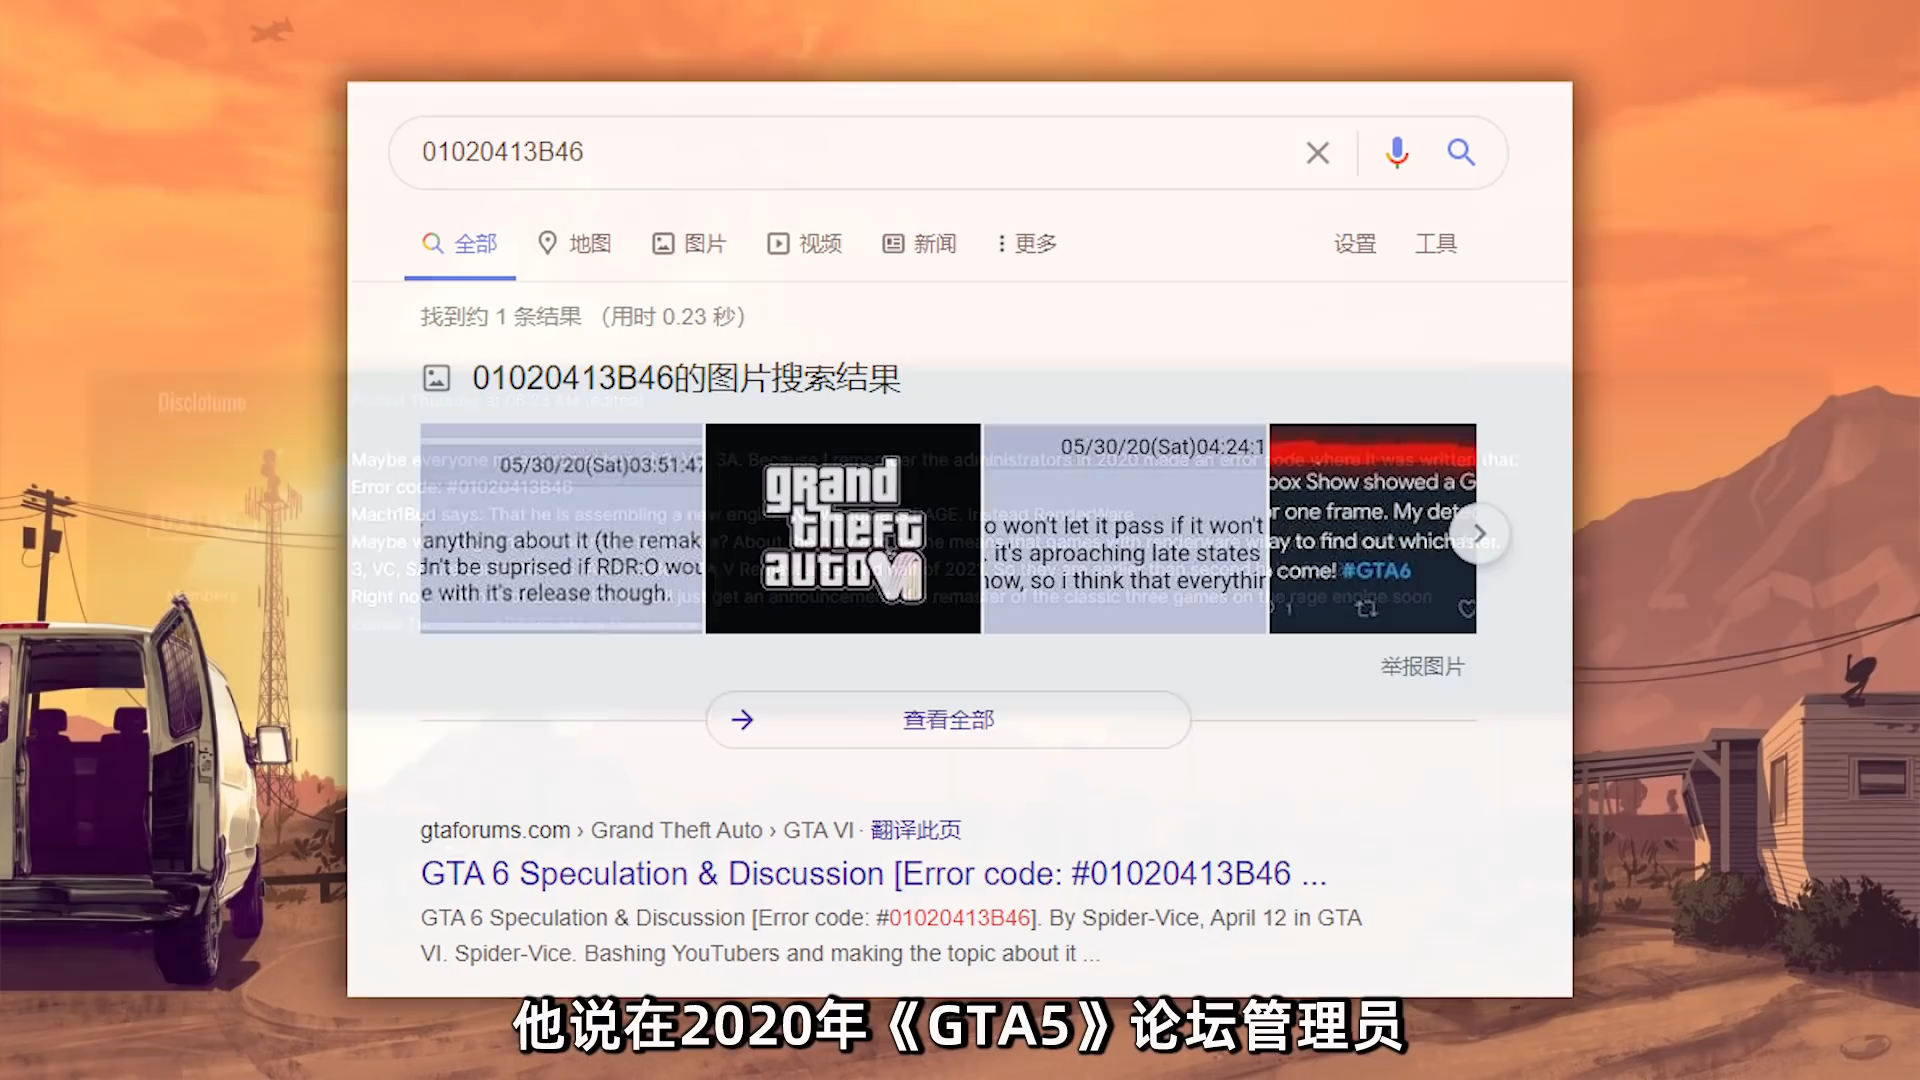 01020413B46
全部 地图 图片 视频 新闻 更多 设置 工具
找到约 1 条结果 （用时 0.23 秒）
01020413B46的图片搜索结果
Disclotume
05/30/20(Sat)03:51:47
anything about it (the remak
dn't be suprised if RDR:O wou
e with it's release though.
grand
theft
auto VI
05/30/20(Sat)04:24:1
o won't let it pass if it won't
it's aproaching late states
now, so i think that everythin
box Show showed a G
r one frame. My dete
ay to find out which
come! #GTA6
1
Error code: #01020413B46
Members
举报图片
查看全部
gtaforums.com › Grand Theft Auto › GTA VI · 翻译此页
GTA 6 Speculation & Discussion [Error code: #01020413B46 ...
GTA 6 Speculation & Discussion [Error code: #01020413B46]. By Spider-Vice, April 12 in GTA
VI. Spider-Vice. Bashing YouTubers and making the topic about it ...
他说在2020年《GTA5》论坛管理员